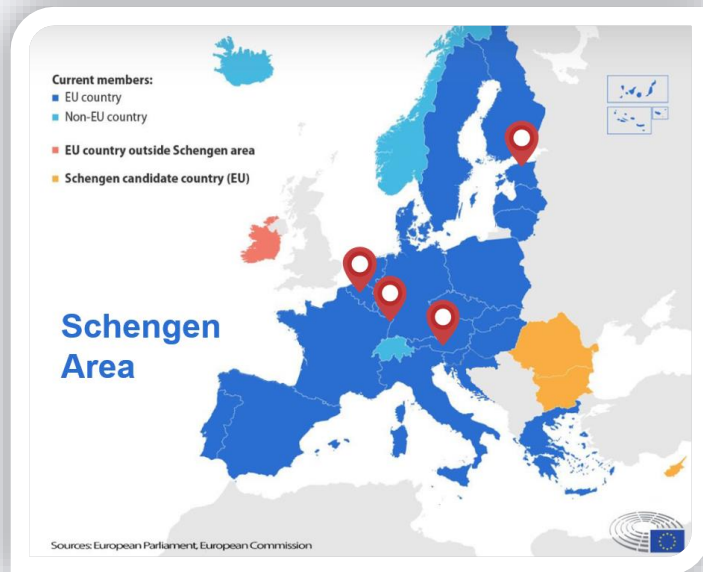 Current members:
EU country
Non-EU country
EU country outside Schengen area
Schengen candidate country (EU)
Schengen
Area
Sources: European Parliament, European Commission